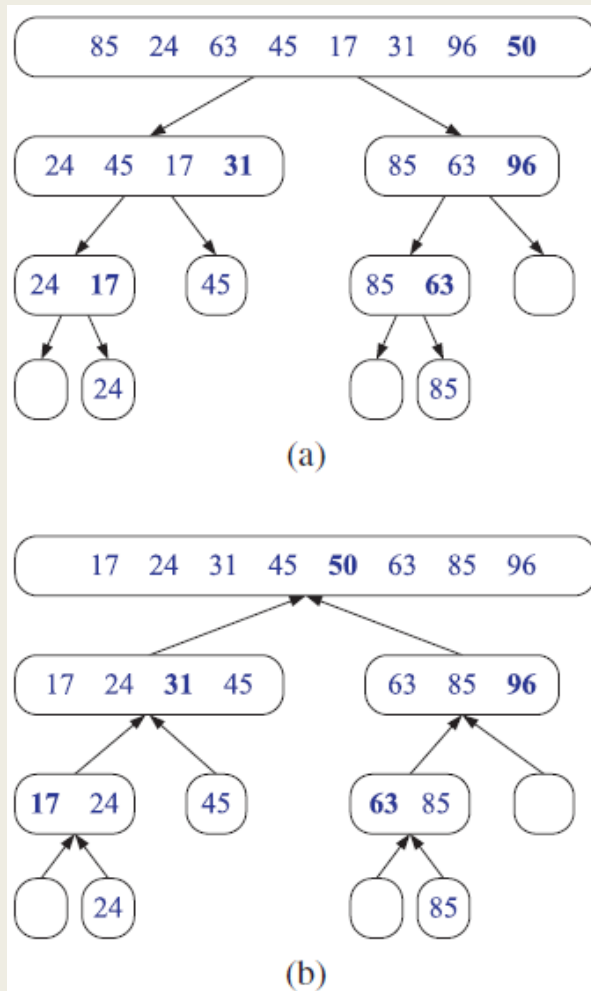 85 24 63 45 17 31 96 50
24 45 17 31 85 63 96
24 17 45 85 63
24 85
(a)
17 24 31 45 50 63 85 96
17 24 31 45 63 85 96
17 24 45 63 85
24 85
(b)